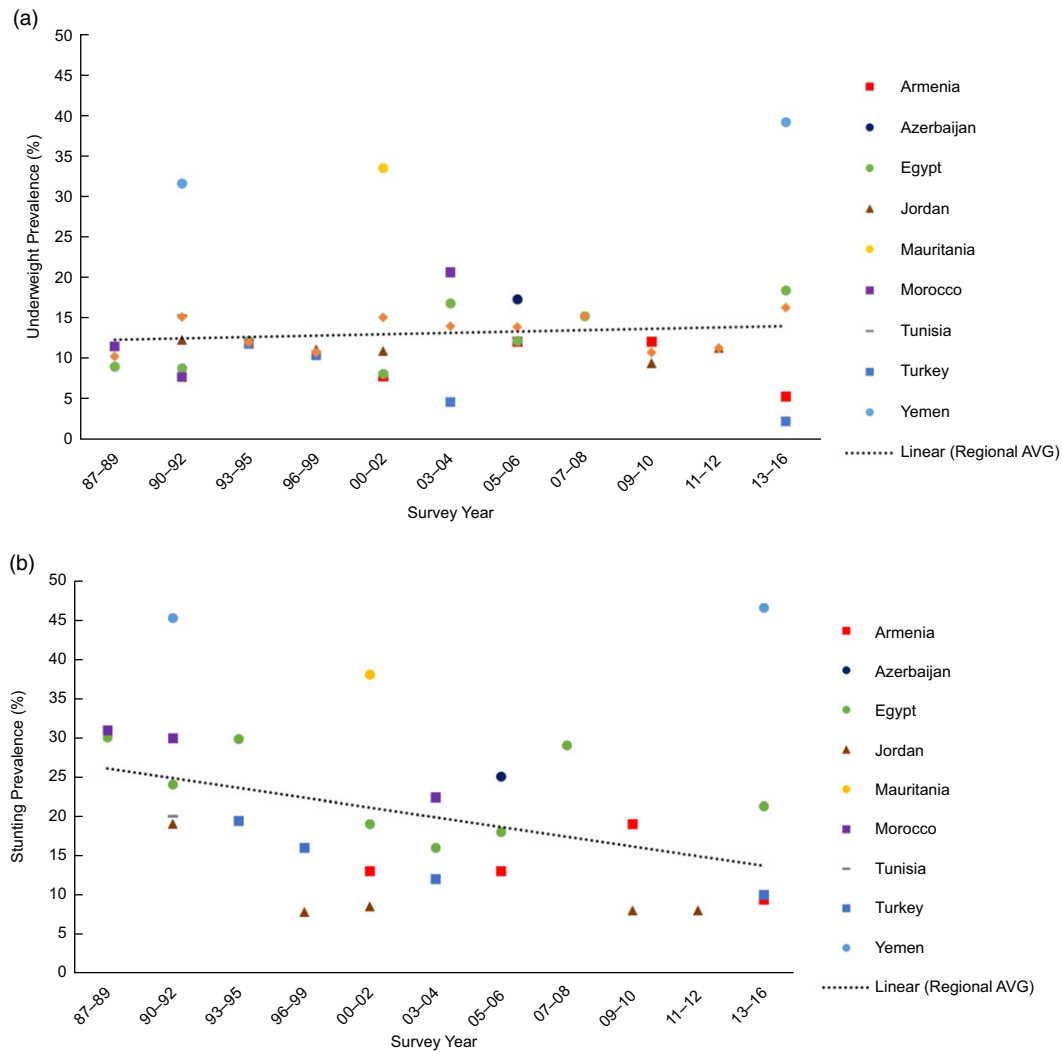 (a)
50
45
40
35
30
25
20
15
10
5
0
Underweight Prevalence (%)
87–89
90–92
93–95
96–99
00–02
03–04
05–06
07–08
09–10
11–12
13–16
Survey Year
Armenia
Azerbaijan
Egypt
Jordan
Mauritania
Morocco
Tunisia
Turkey
Yemen
Linear (Regional AVG)
(b)
50
45
40
35
30
25
20
15
10
5
0
Stunting Prevalence (%)
87–89
90–92
93–95
96–99
00–02
03–04
05–06
07–08
09–10
11–12
13–16
Survey Year
Armenia
Azerbaijan
Egypt
Jordan
Mauritania
Morocco
Tunisia
Turkey
Yemen
Linear (Regional AVG)